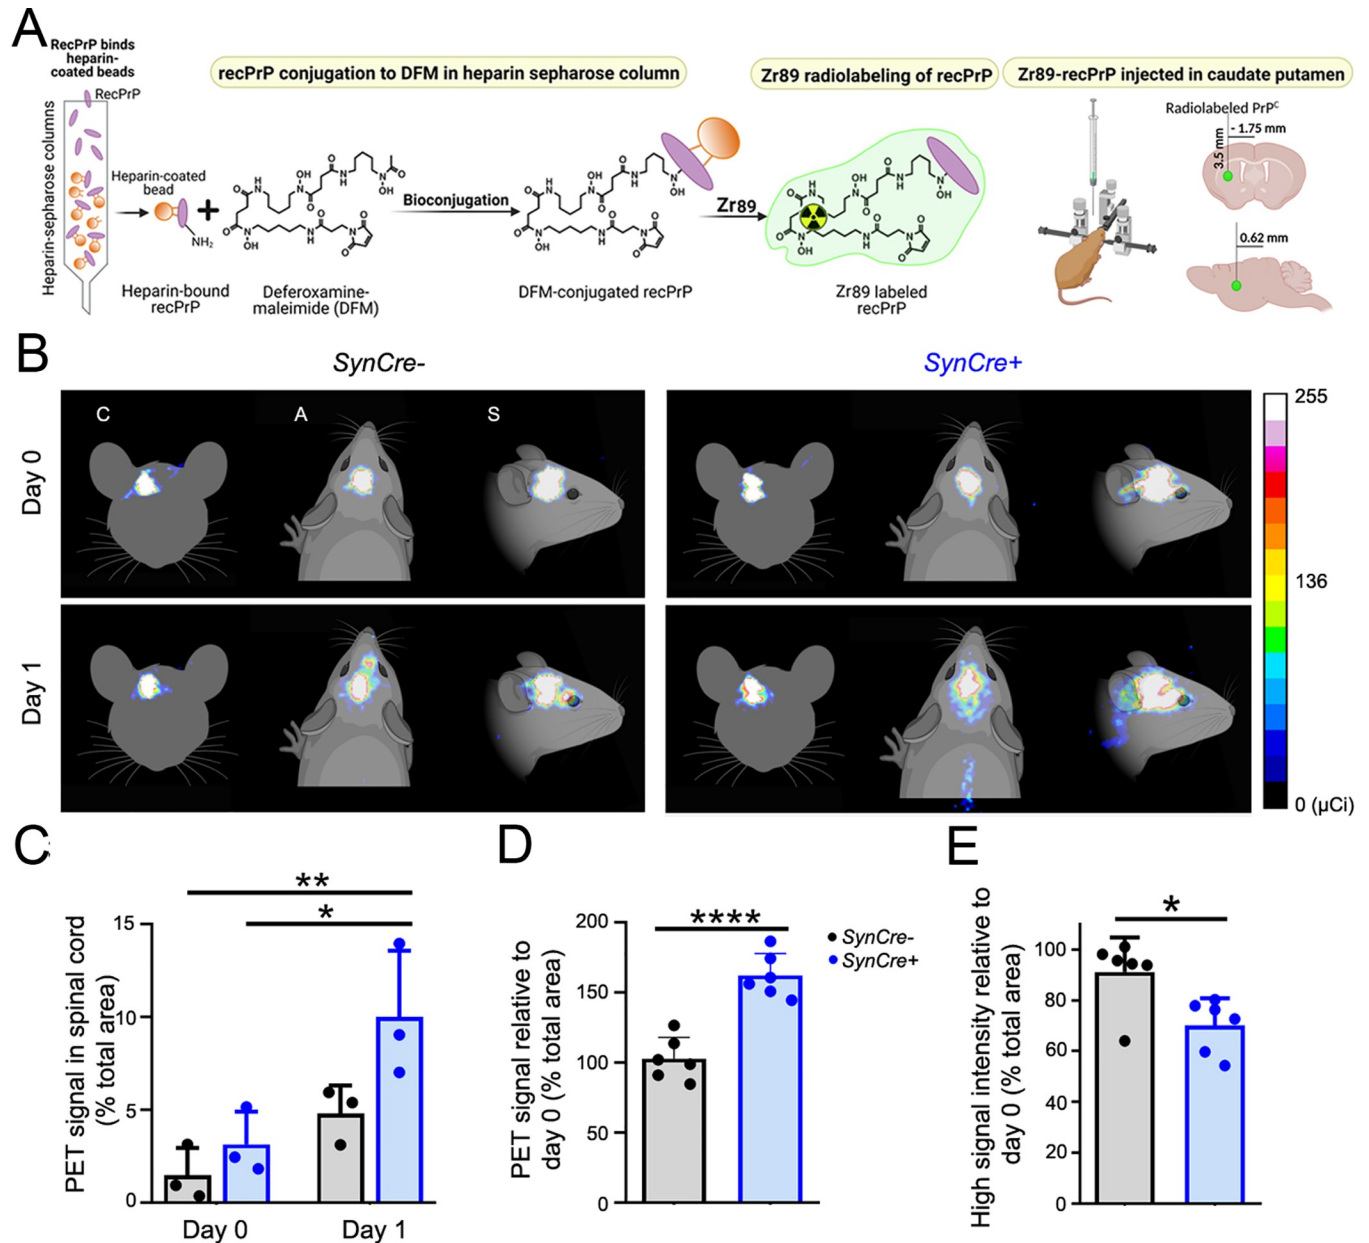 A
RecPrP binds
heparin-
coated beads
RecPrP
Heparin-sepharose columns
recPrP conjugation to DFM in heparin sepharose column
Zr89 radiolabeling of recPrP
Zr89-recPrP injected in caudate putamen
Heparin-coated
bead
NH₂
+
Heparin-bound
recPrP
H
N
N
H
O
O
OH
N
N
OH
O
O
N
OH
NH
O
O
N
O
O
Deferoxamine-
maleimide (DFM)
Bioconjugation
DFM-conjugated recPrP
Zr89
Zr89 labeled
recPrP
Radiolabeled PrPᶜ
- 1.75 mm
3.5 mm
0.62 mm
B
SynCre-
SynCre+
C
A
S
Day 0
Day 1
255
136
0 (µCi)
C
PET signal in spinal cord
(% total area)
**
*
15
10
5
0
Day 0
Day 1
D
PET signal relative to
day 0 (% total area)
****
200
150
100
50
0
SynCre-
SynCre+
E
High signal intensity relative to
day 0 (% total area)
*
100
80
60
40
20
0